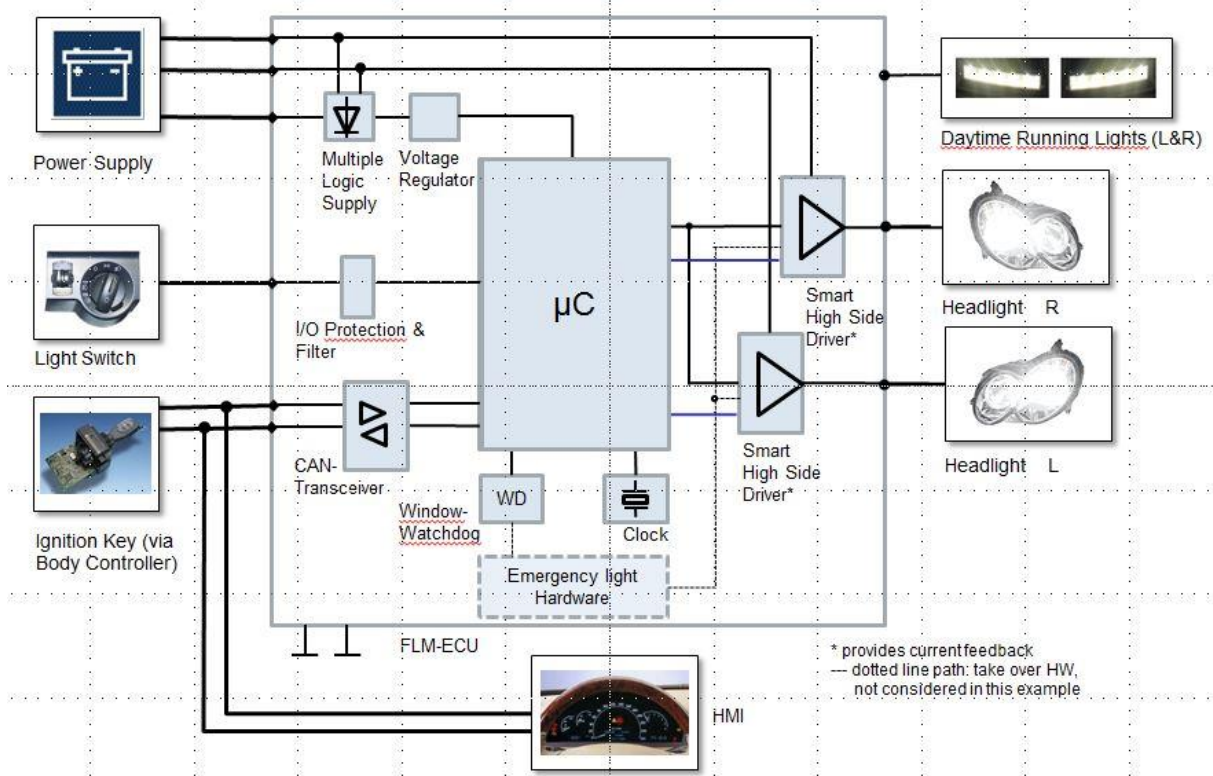 Power Supply
Multiple
Logic
Supply
Voltage
Regulator
Daytime Running Lights (L&R)
Light Switch
I/O Protection &
Filter
µC
Smart
High Side
Driver*
Headlight R
Ignition Key (via
Body Controller)
CAN-
Transceiver
Smart
High Side
Driver*
Headlight L
Window-
Watchdog
WD
Clock
Emergency light
Hardware
FLM-ECU
* provides current feedback
--- dotted line path: take over HW,
not considered in this example
HMI